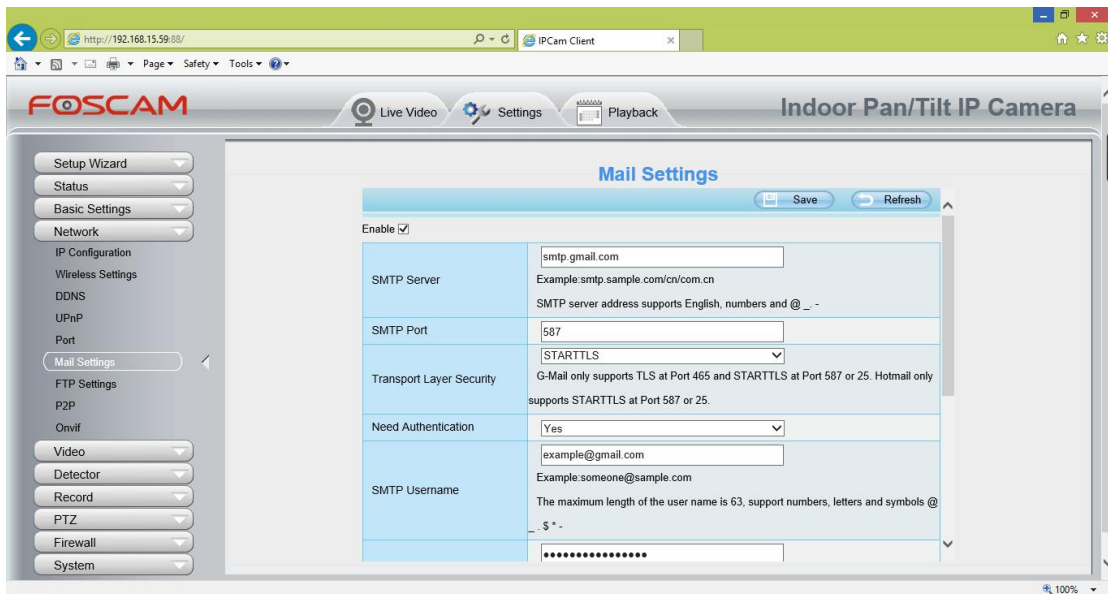 http://192.168.15.59:88/
IPCam Client
Page Safety Tools
FOSCAM
Live Video
Settings
Playback
Indoor Pan/Tilt IP Camera
Setup Wizard
Status
Basic Settings
Network
IP Configuration
Wireless Settings
DDNS
UPnP
Port
Mail Settings
FTP Settings
P2P
Onvif
Video
Detector
Record
PTZ
Firewall
System
Mail Settings
Save
Refresh
Enable
SMTP Server
smtp.gmail.com
Example:smtp.sample.com/cn/com.cn
SMTP server address supports English, numbers and @ _. -
SMTP Port
587
Transport Layer Security
STARTTLS
G-Mail only supports TLS at Port 465 and STARTTLS at Port 587 or 25. Hotmail only
supports STARTTLS at Port 587 or 25.
Need Authentication
Yes
SMTP Username
example@gmail.com
Example:someone@sample.com
The maximum length of the user name is 63, support numbers, letters and symbols @
_ . $ * -
••••••••••••••••
100%